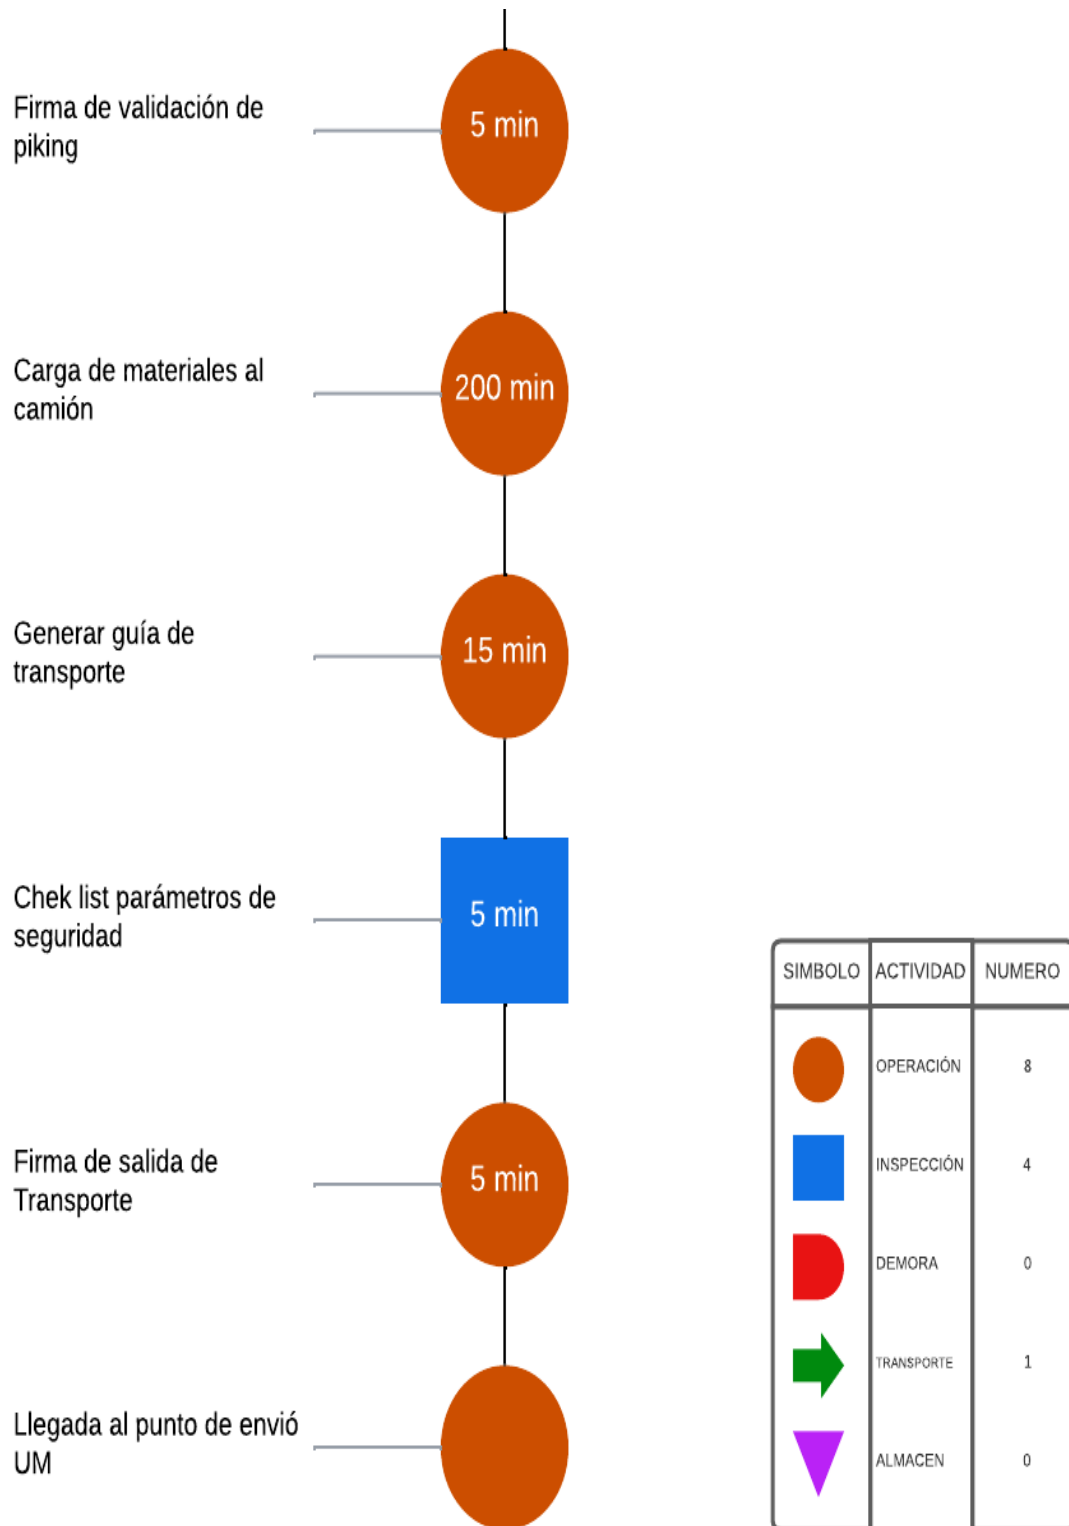 Firma de validación de
piking
5 min
Carga de materiales al
camión
200 min
Generar guía de
transporte
15 min
Chek list parámetros de
seguridad
5 min
Firma de salida de
Transporte
5 min
Llegada al punto de envió
UM
SIMBOLO ACTIVIDAD NUMERO
OPERACIÓN 8
INSPECCIÓN 4
DEMORA 0
TRANSPORTE 1
ALMACEN 0